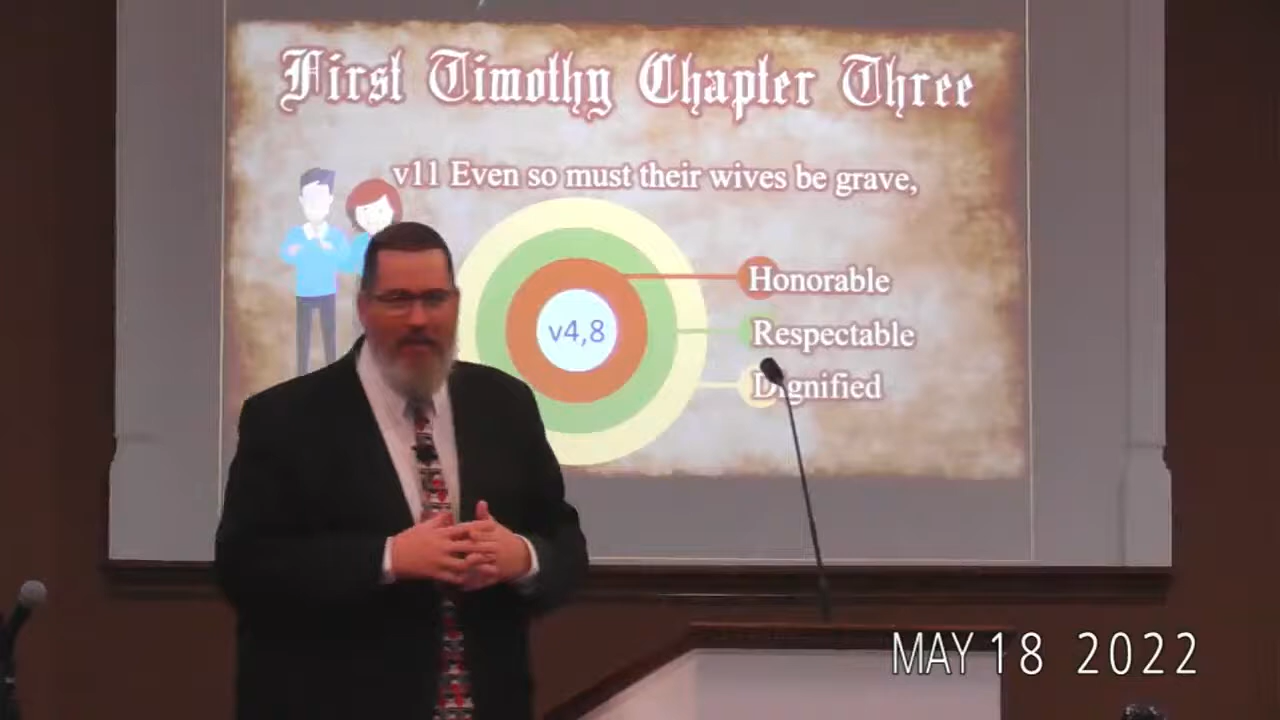 First Timothy Chapter Three
v11 Even so must their wives be grave,
v4,8
Honorable
Respectable
Dignified
MAY 18 2022